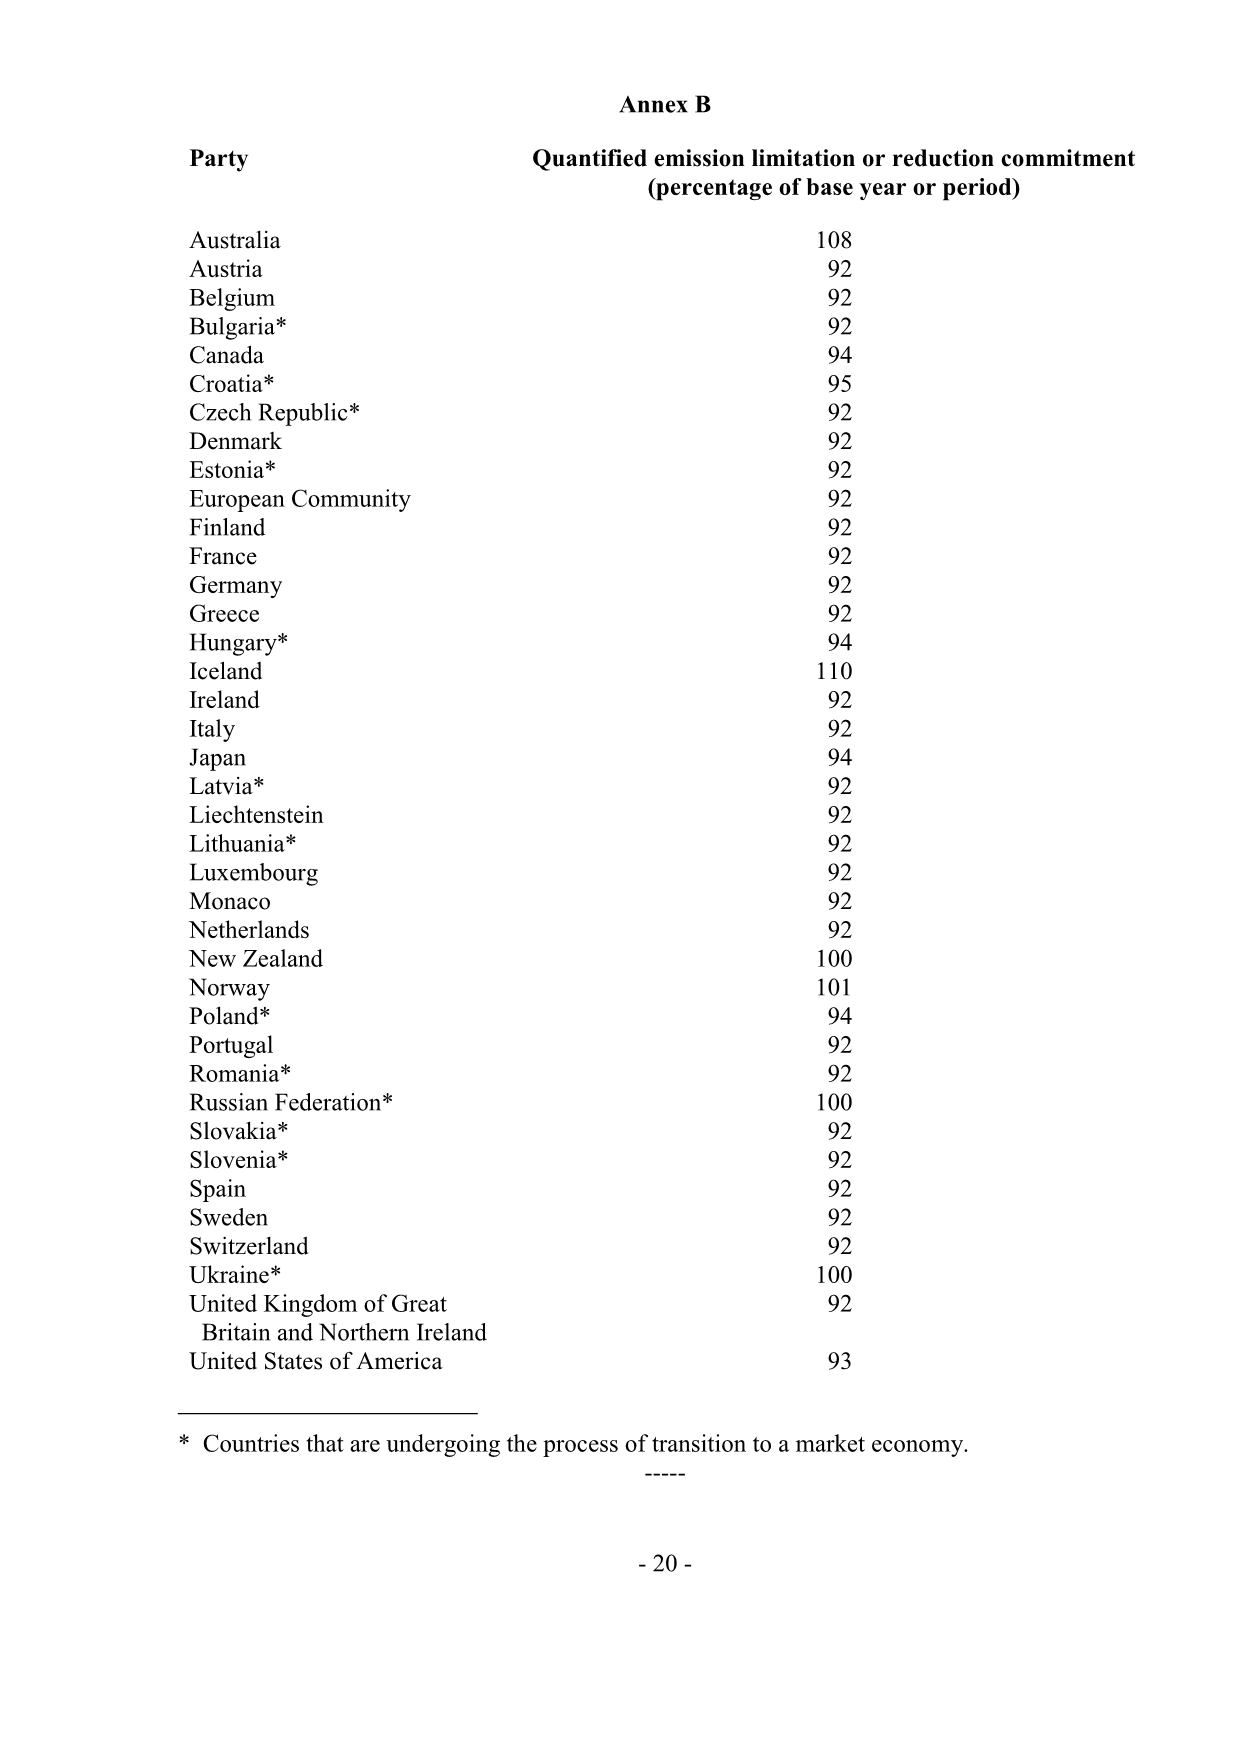 Annex B
Party Quantified emission limitation or reduction commitment
(percentage of base year or period)
Australia 108
Austria 92
Belgium 92
Bulgaria* 92
Canada 94
Croatia* 95
Czech Republic* 92
Denmark 92
Estonia* 92
European Community 92
Finland 92
France 92
Germany 92
Greece 92
Hungary* 94
Iceland 110
Ireland 92
Italy 92
Japan 94
Latvia* 92
Liechtenstein 92
Lithuania* 92
Luxembourg 92
Monaco 92
Netherlands 92
New Zealand 100
Norway 101
Poland* 94
Portugal 92
Romania* 92
Russian Federation* 100
Slovakia* 92
Slovenia* 92
Spain 92
Sweden 92
Switzerland 92
Ukraine* 100
United Kingdom of Great 92
Britain and Northern Ireland
United States of America 93
* Countries that are undergoing the process of transition to a market economy.
-----
- 20 -